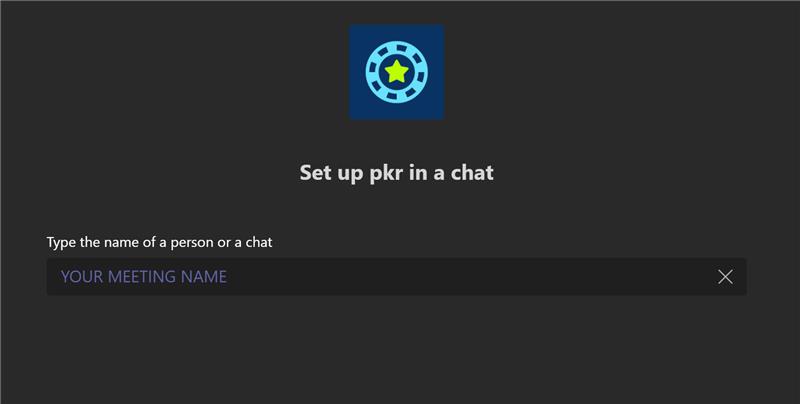 Set up pkr in a chat
Type the name of a person or a chat
YOUR MEETING NAME